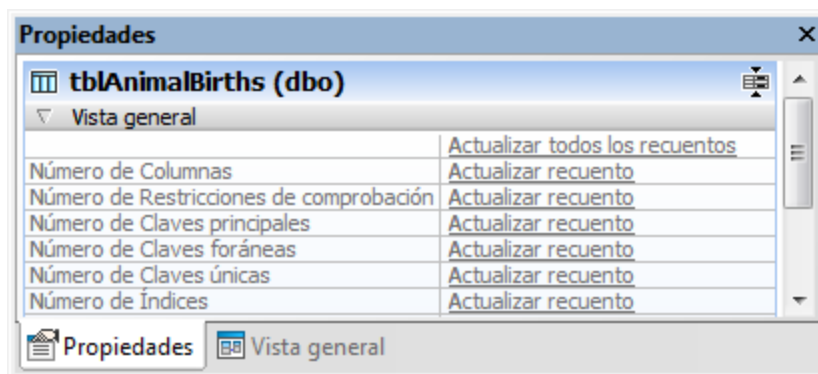 Propiedades
tblAnimalBirths (dbo)
Vista general
Actualizar todos los recuentos
Número de Columnas Actualizar recuento
Número de Restricciones de comprobación Actualizar recuento
Número de Claves principales Actualizar recuento
Número de Claves foráneas Actualizar recuento
Número de Claves únicas Actualizar recuento
Número de Índices Actualizar recuento
Propiedades Vista general